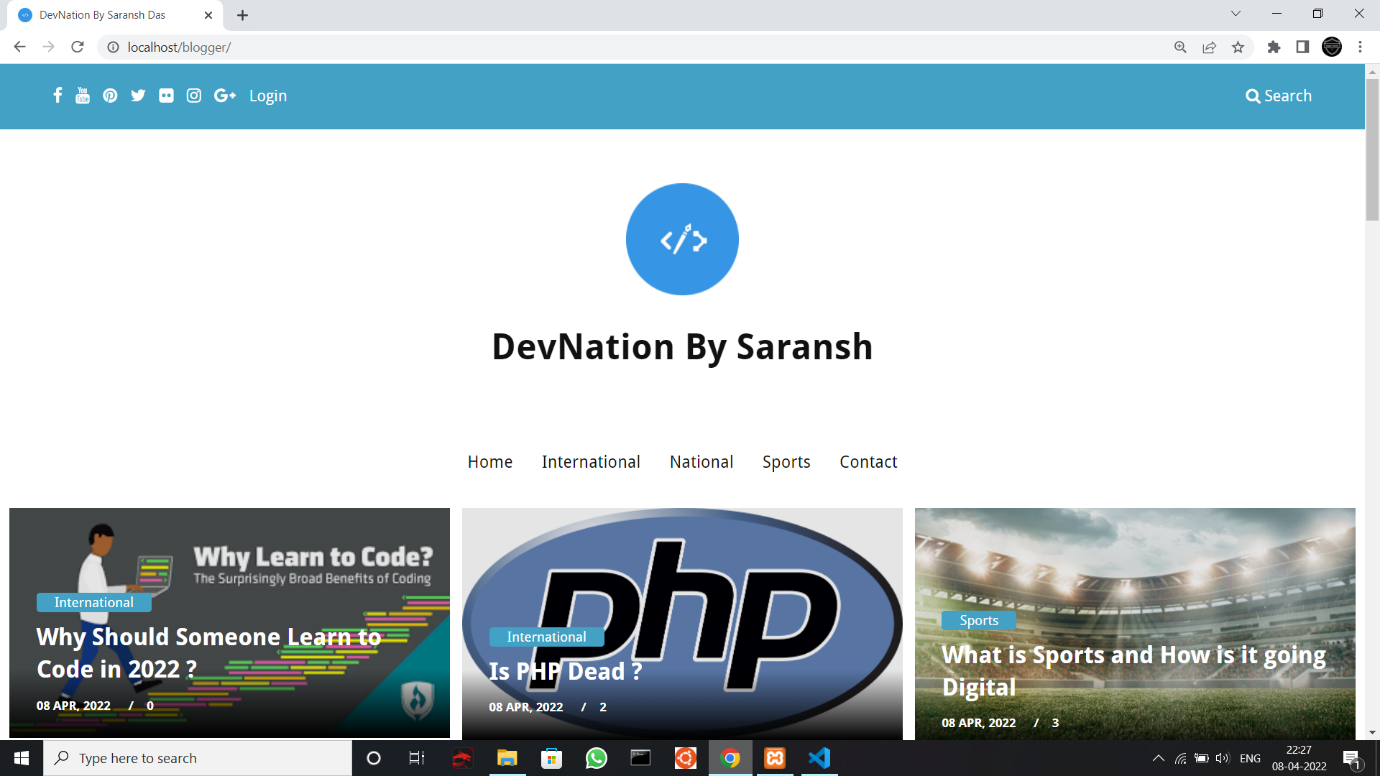 DevNation By Saransh Das
localhost/blogger/
You
Tube
G+
Login
Search
DevNation By Saransh
Home International National Sports Contact
Why Learn to Code?
The Surprisingly Broad Benefits of Coding
International
Why Should Someone Learn to
Code in 2022 ?
08 APR, 2022 / 0
php
International
Is PHP Dead ?
08 APR, 2022 / 2
Sports
What is Sports and How is it going
Digital
08 APR, 2022 / 3
Type here to search
ENG
22:27
08-04-2022
1